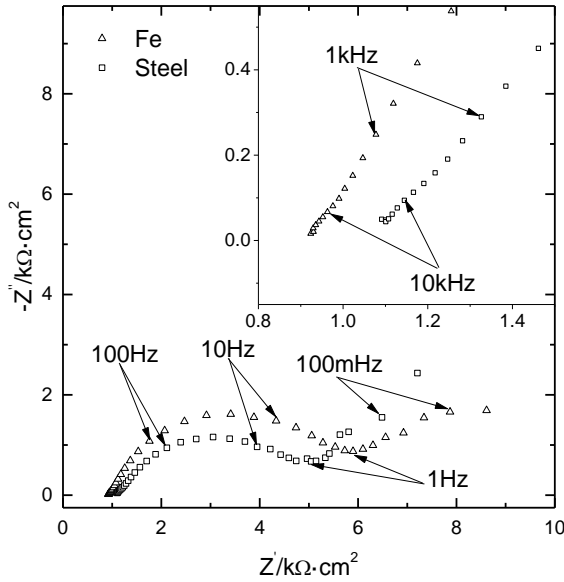 Fe
Steel
1kHz
10kHz
0.4
0.2
0.0
0.8 1.0 1.2 1.4
100Hz
10Hz
100mHz
1Hz
8
6
4
2
0
0 2 4 6 8 10
-Z''/kΩ·cm²
Z'/kΩ·cm²